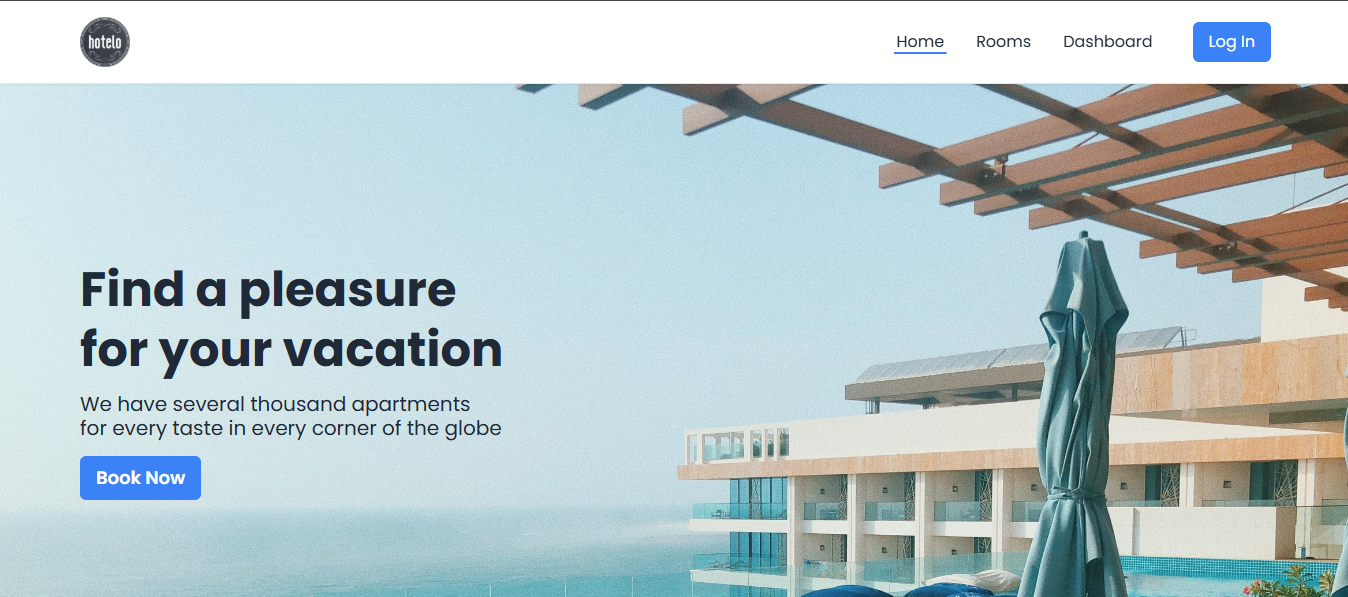 hotelo
Home Rooms Dashboard Log In
Find a pleasure
for your vacation
We have several thousand apartments
for every taste in every corner of the globe
Book Now